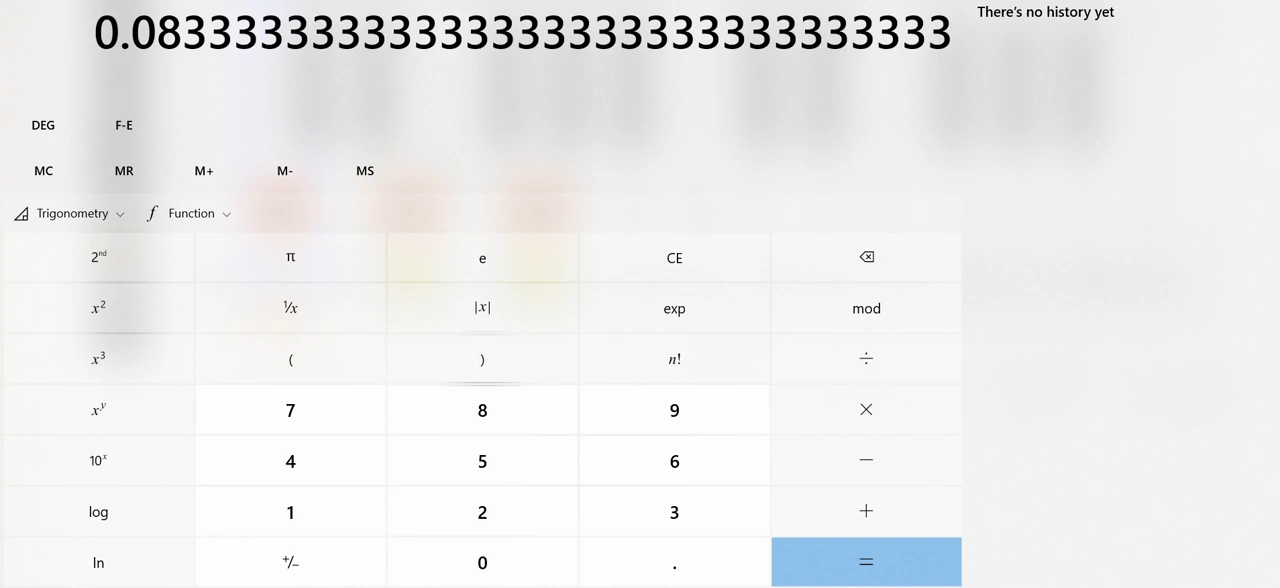 0.08333333333333333333333333333333
There's no history yet
DEG F-E
MC MR M+ M- MS
Trigonometry f Function
2ⁿᵈ π e CE
x² ¹/x |x| exp mod
x³ ( ) n! ÷
xʸ 7 8 9 ×
10ˣ 4 5 6 −
log 1 2 3 +
ln +/− 0 . =